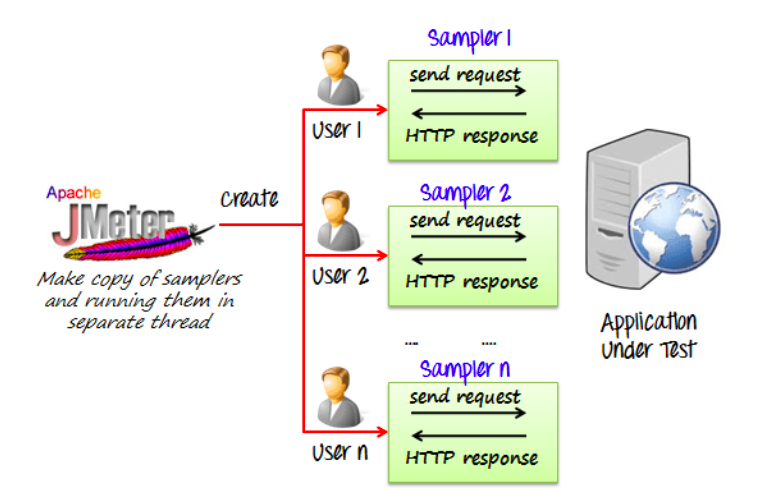 Apache
JMeter
Make copy of samplers
and running them in
separate thread
Create
User 1
Sampler 1
send request
HTTP response
User 2
Sampler 2
send request
HTTP response
.... ....
User n
Sampler n
send request
HTTP response
Application
Under Test